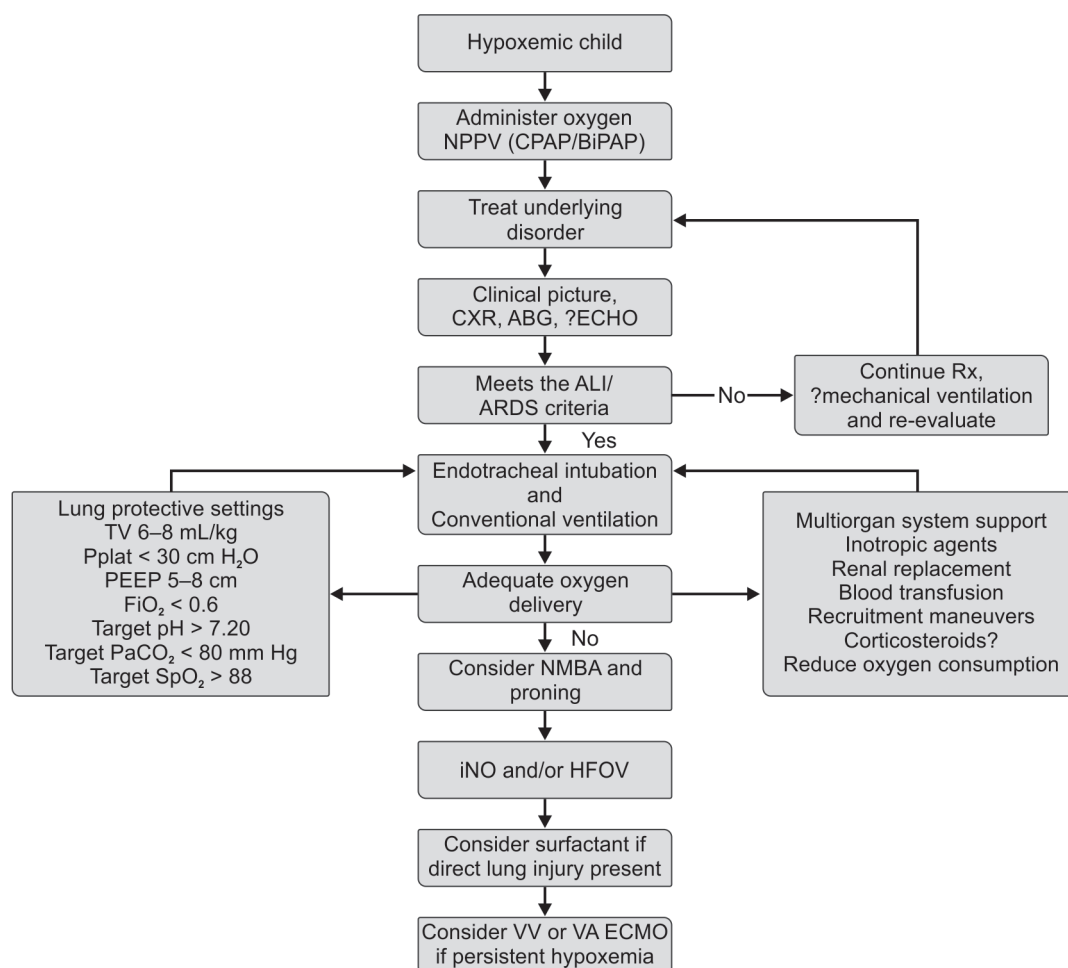 Hypoxemic child
Administer oxygen
NPPV (CPAP/BiPAP)
Treat underlying
disorder
Clinical picture,
CXR, ABG, ?ECHO
Meets the ALI/
ARDS criteria
No
Continue Rx,
?mechanical ventilation
and re-evaluate
Yes
Endotracheal intubation
and
Conventional ventilation
Lung protective settings
TV 6–8 mL/kg
Pplat < 30 cm H₂O
PEEP 5–8 cm
FiO₂ < 0.6
Target pH > 7.20
Target PaCO₂ < 80 mm Hg
Target SpO₂ > 88
Adequate oxygen
delivery
Multiorgan system support
Inotropic agents
Renal replacement
Blood transfusion
Recruitment maneuvers
Corticosteroids?
Reduce oxygen consumption
No
Consider NMBA and
proning
iNO and/or HFOV
Consider surfactant if
direct lung injury present
Consider VV or VA ECMO
if persistent hypoxemia